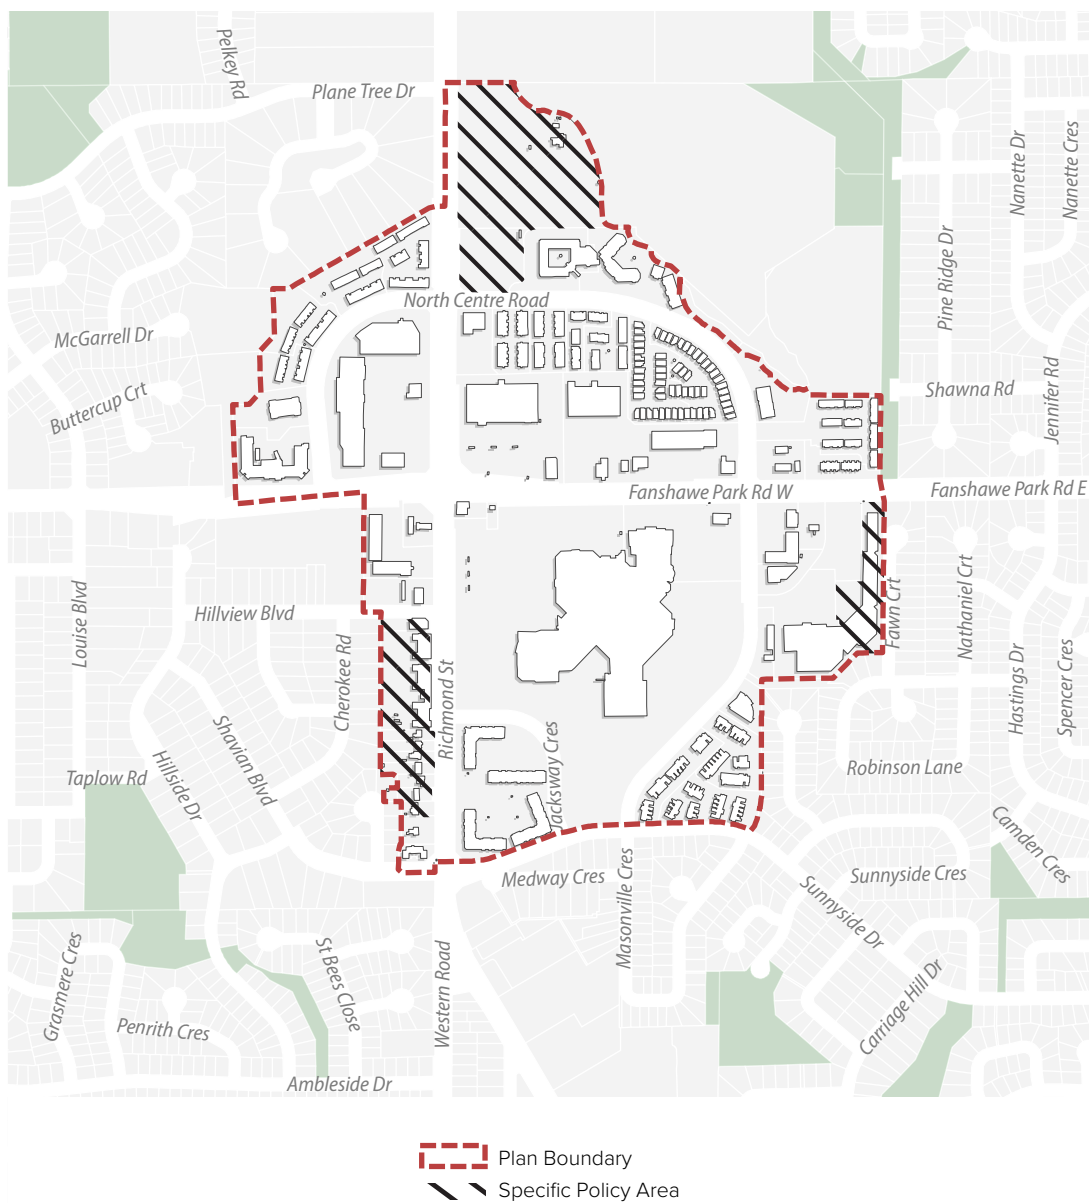 Pelkey Rd
Plane Tree Dr
Nanette Dr
Nanette Cres
Pine Ridge Dr
North Centre Road
McGarrell Dr
Buttercup Crt
Shawna Rd
Jennifer Rd
Fanshawe Park Rd W
Fanshawe Park Rd E
Louise Blvd
Hillview Blvd
Cherokee Rd
Richmond St
Fawn Crt
Nathaniel Crt
Hastings Dr
Spencer Cres
Shavian Blvd
Hillside Dr
Taplow Rd
Jacksway Cres
Robinson Lane
Camden Cres
Medway Cres
Masonville Cres
Sunnyside Cres
Sunnyside Dr
Grasmere Cres
Penrith Cres
St Bees Close
Western Road
Carriage Hill Dr
Ambleside Dr
Plan Boundary
Specific Policy Area